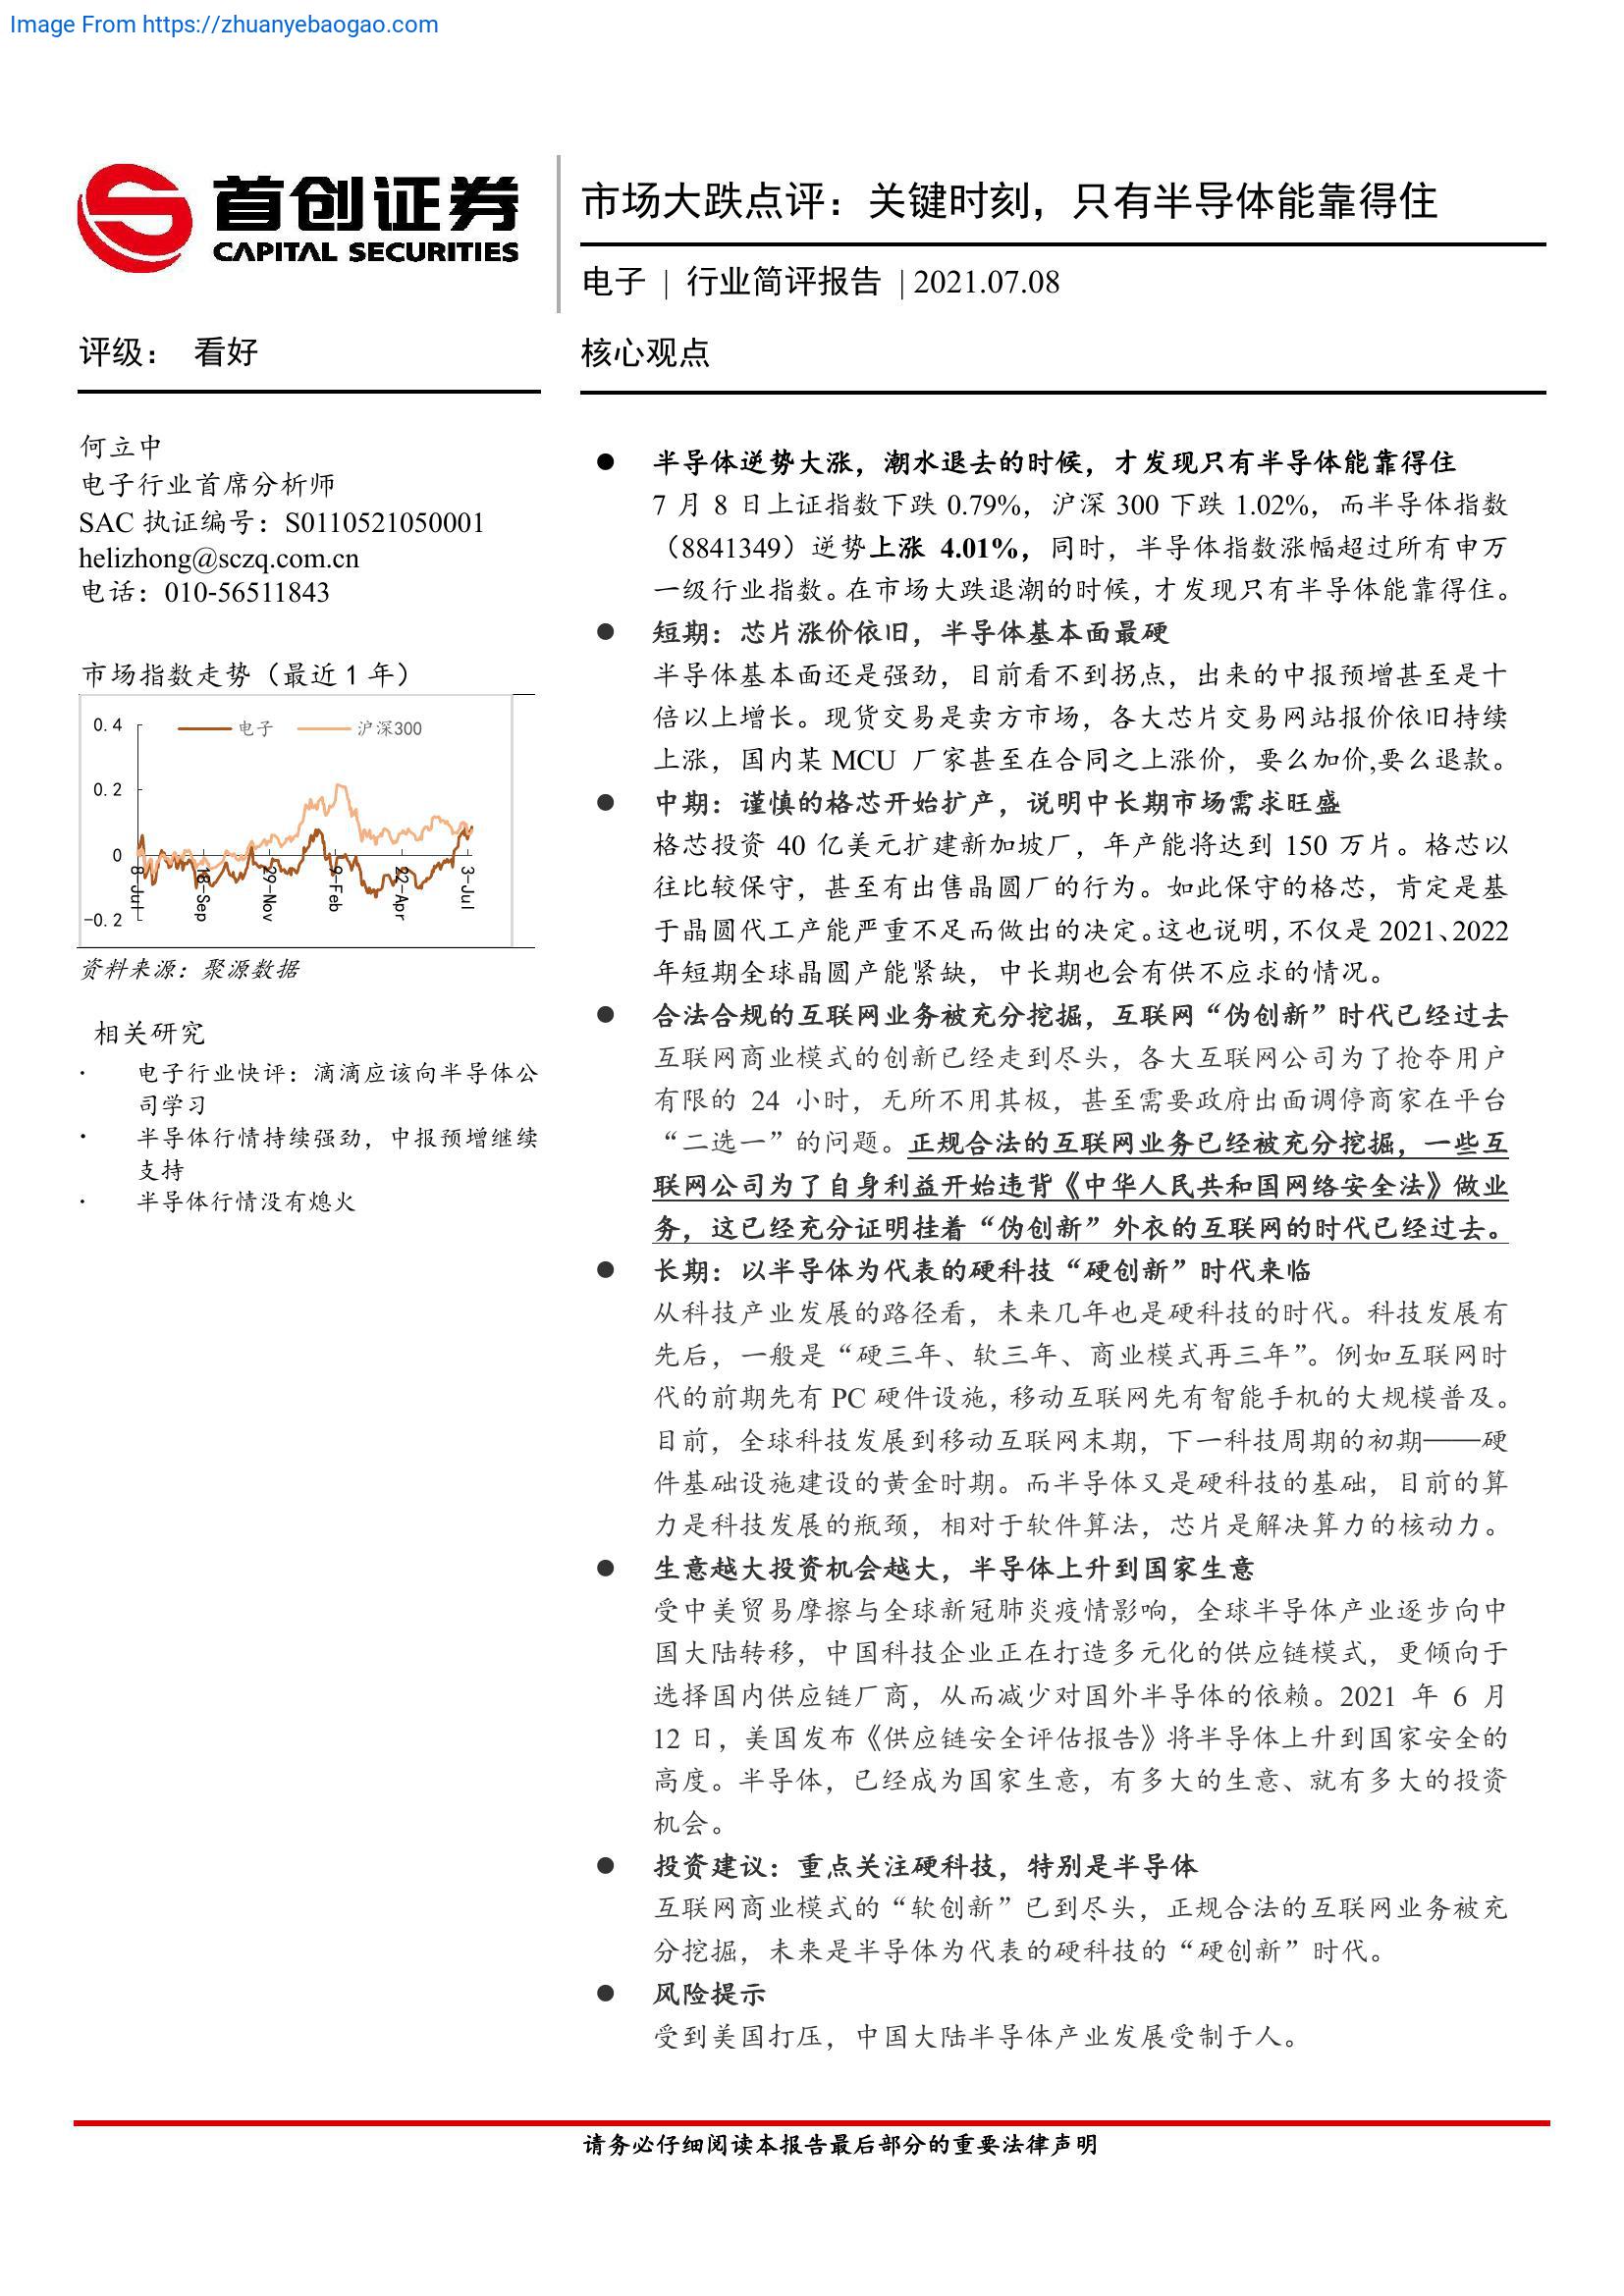 Image From https://zhuanyebaogao.com
首创证券
CAPITAL SECURITIES
市场大跌点评：关键时刻，只有半导体能靠得住
电子 | 行业简评报告 | 2021.07.08
评级： 看好
核心观点
何立中
电子行业首席分析师
SAC 执证编号：S0110521050001
helizhong@sczq.com.cn
电话：010-56511843
市场指数走势（最近 1 年）
电子 沪深300
0.4
0.2
0
-0.2
8-Jul
18-Sep
29-Nov
9-Feb
22-Apr
3-Jul
资料来源：聚源数据
相关研究
· 电子行业快评：滴滴应该向半导体公
司学习
· 半导体行情持续强劲，中报预增继续
支持
· 半导体行情没有熄火
● 半导体逆势大涨，潮水退去的时候，才发现只有半导体能靠得住
7 月 8 日上证指数下跌 0.79%，沪深 300 下跌 1.02%，而半导体指数
（8841349）逆势上涨 4.01%，同时，半导体指数涨幅超过所有申万
一级行业指数。在市场大跌退潮的时候，才发现只有半导体能靠得住。
● 短期：芯片涨价依旧，半导体基本面最硬
半导体基本面还是强劲，目前看不到拐点，出来的中报预增甚至是十
倍以上增长。现货交易是卖方市场，各大芯片交易网站报价依旧持续
上涨，国内某 MCU 厂家甚至在合同之上涨价，要么加价,要么退款。
● 中期：谨慎的格芯开始扩产，说明中长期市场需求旺盛
格芯投资 40 亿美元扩建新加坡厂，年产能将达到 150 万片。格芯以
往比较保守，甚至有出售晶圆厂的行为。如此保守的格芯，肯定是基
于晶圆代工产能严重不足而做出的决定。这也说明，不仅是 2021、2022
年短期全球晶圆产能紧缺，中长期也会有供不应求的情况。
● 合法合规的互联网业务被充分挖掘，互联网“伪创新”时代已经过去
互联网商业模式的创新已经走到尽头，各大互联网公司为了抢夺用户
有限的 24 小时，无所不用其极，甚至需要政府出面调停商家在平台
“二选一”的问题。正规合法的互联网业务已经被充分挖掘，一些互
联网公司为了自身利益开始违背《中华人民共和国网络安全法》做业
务，这已经充分证明挂着“伪创新”外衣的互联网的时代已经过去。
● 长期：以半导体为代表的硬科技“硬创新”时代来临
从科技产业发展的路径看，未来几年也是硬科技的时代。科技发展有
先后，一般是“硬三年、软三年、商业模式再三年”。例如互联网时
代的前期先有 PC 硬件设施，移动互联网先有智能手机的大规模普及。
目前，全球科技发展到移动互联网末期，下一科技周期的初期——硬
件基础设施建设的黄金时期。而半导体又是硬科技的基础，目前的算
力是科技发展的瓶颈，相对于软件算法，芯片是解决算力的核动力。
● 生意越大投资机会越大，半导体上升到国家生意
受中美贸易摩擦与全球新冠肺炎疫情影响，全球半导体产业逐步向中
国大陆转移，中国科技企业正在打造多元化的供应链模式，更倾向于
选择国内供应链厂商，从而减少对国外半导体的依赖。2021 年 6 月
12 日，美国发布《供应链安全评估报告》将半导体上升到国家安全的
高度。半导体，已经成为国家生意，有多大的生意、就有多大的投资
机会。
● 投资建议：重点关注硬科技，特别是半导体
互联网商业模式的“软创新”已到尽头，正规合法的互联网业务被充
分挖掘，未来是半导体为代表的硬科技的“硬创新”时代。
● 风险提示
受到美国打压，中国大陆半导体产业发展受制于人。
请务必仔细阅读本报告最后部分的重要法律声明